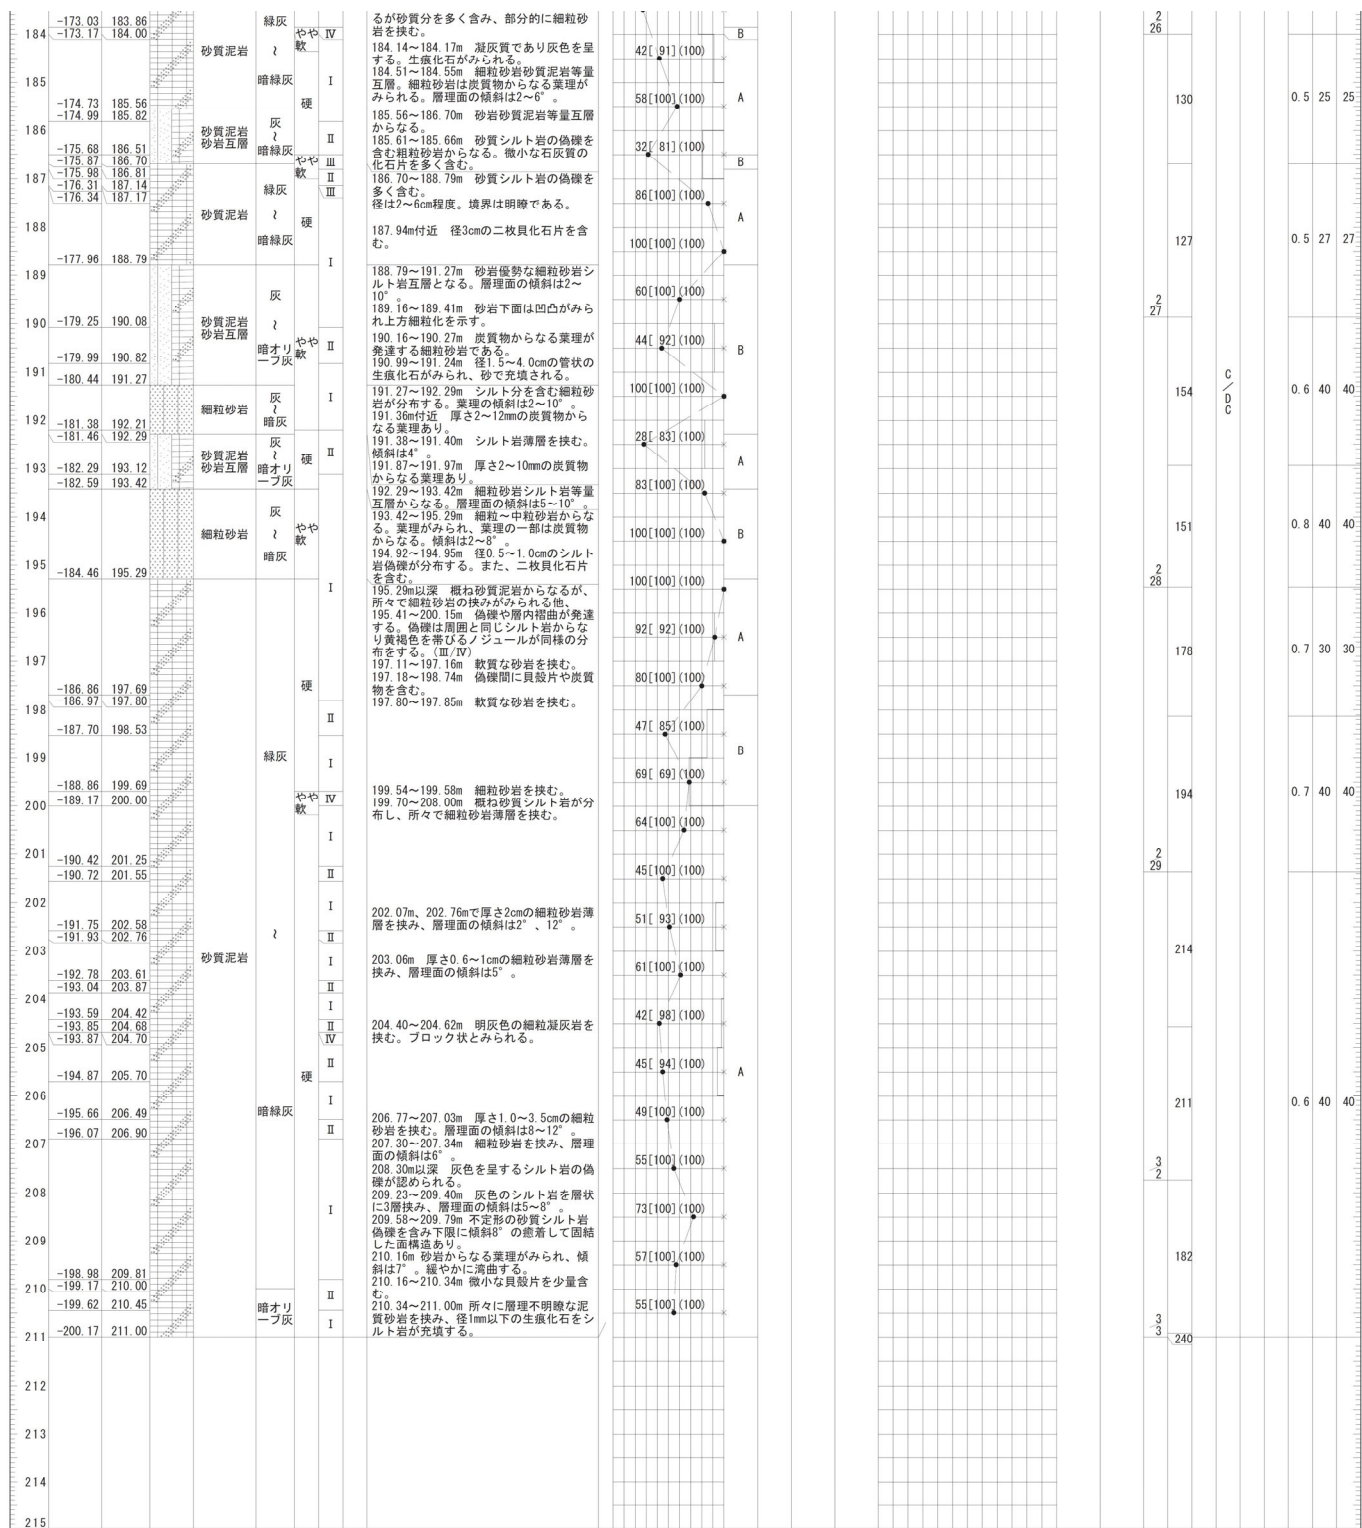 -173.03 183.86
184 -173.17 184.00
185
-174.73 185.56
-174.99 185.82
186
-175.68 186.51
-175.87 186.70
-175.98 186.81
187
-176.31 187.14
-176.34 187.17
188
-177.96 188.79
189
190 -179.25 190.08
-179.99 190.82
191
-180.44 191.27
192
-181.38 192.21
-181.46 192.29
193
-182.29 193.12
-182.59 193.42
194
195
-184.46 195.29
196
197
-186.86 197.69
186.97 197.80
198
-187.70 198.53
199
-188.86 199.69
200 -189.17 200.00
201
-190.42 201.25
-190.72 201.55
202
-191.75 202.58
-191.93 202.76
203
-192.78 203.61
-193.04 203.87
204
-193.59 204.42
-193.85 204.68
-193.87 204.70
205
-194.87 205.70
206
-195.66 206.49
-196.07 206.90
207
208
209
-198.98 209.81
210 -199.17 210.00
-199.62 210.45
-200.17 211.00
211
212
213
214
215
砂質泥岩
砂質泥岩
砂岩互層
砂質泥岩
砂質泥岩
砂岩互層
細粒砂岩
砂質泥岩
砂岩互層
細粒砂岩
砂質泥岩
緑灰
~
暗緑灰
灰
~
暗緑灰
緑灰
~
暗緑灰
灰
~
暗オリ
ーブ灰
灰
~
暗灰
灰
~
暗オリ
ーブ灰
灰
~
暗灰
緑灰
~
暗緑灰
暗オリ
ーブ灰
やや
軟
硬
やや
軟
硬
やや
軟
硬
やや
軟
硬
やや
軟
硬
Ⅳ
Ⅰ
Ⅱ
Ⅲ
Ⅱ
Ⅲ
Ⅰ
Ⅱ
Ⅰ
Ⅱ
Ⅰ
Ⅱ
Ⅰ
Ⅳ
Ⅰ
Ⅱ
Ⅰ
Ⅱ
Ⅰ
Ⅱ
Ⅰ
Ⅱ
Ⅳ
Ⅱ
Ⅰ
Ⅱ
Ⅰ
Ⅱ
Ⅰ
るが砂質分を多く含み、部分的に細粒砂
岩を挟む。
184.14~184.17m 凝灰質であり灰色を呈
する。生痕化石がみられる。
184.51~184.55m 細粒砂岩砂質泥岩等量
互層。細粒砂岩は炭質物からなる葉理が
みられる。層理面の傾斜は2~6°。
185.56~186.70m 砂岩砂質泥岩等量互層
からなる。
185.61~185.66m 砂質シルト岩の偽礫を
含む粗粒砂岩からなる。微小な石灰質の
化石片を多く含む。
186.70~188.79m 砂質シルト岩の偽礫を
多く含む。
径は2~6cm程度。境界は明瞭である。
187.94m付近 径3cmの二枚貝化石片を含
む。
188.79~191.27m 砂岩優勢な細粒砂岩シ
ルト岩互層となる。層理面の傾斜は2~
10°。
189.16~189.41m 砂岩下面は凹凸がみら
れ上方細粒化を示す。
190.16~190.27m 炭質物からなる葉理が
発達する細粒砂岩である。
190.99~191.24m 径1.5~4.0cmの管状の
生痕化石がみられ、砂で充填される。
191.27~192.29m シルト分を含む細粒砂
岩が分布する。葉理の傾斜は2~10°。
191.36m付近 厚さ2~12mmの炭質物から
なる葉理あり。
191.38~191.40m シルト岩薄層を挟む。
傾斜は4°。
191.87~191.97m 厚さ2~10mmの炭質物
からなる葉理あり。
192.29~193.42m 細粒砂岩シルト岩等量
互層からなる。層理面の傾斜は5~10°。
193.42~195.29m 細粒~中粒砂岩からな
る。葉理がみられ、葉理の一部は炭質物
からなる。傾斜は2~8°。
194.92~194.95m 径0.5~1.0cmのシルト
岩偽礫が分布する。また、二枚貝化石片
を含む。
195.29m以深 概ね砂質泥岩からなるが、
所々で細粒砂岩の挟みがみられる他、
195.41~200.15m 偽礫や層内褶曲が発達
する。偽礫は周囲と同じシルト岩からな
り黄褐色を帯びるノジュールが同様の分
布をする。(Ⅲ/Ⅳ)
197.11~197.16m 軟質な砂岩を挟む。
197.18~198.74m 偽礫間に貝殻片や炭質
物を含む。
197.80~197.85m 軟質な砂岩を挟む。
199.54~199.58m 細粒砂岩を挟む。
199.70~208.00m 概ね砂質シルト岩が分
布し、所々で細粒砂岩薄層を挟む。
202.07m、202.76mで厚さ2cmの細粒砂岩薄
層を挟み、層理面の傾斜は2°、12°。
203.06m 厚さ0.6~1cmの細粒砂岩薄層を
挟み、層理面の傾斜は5°。
204.40~204.62m 明灰色の細粒凝灰岩を
挟む。ブロック状とみられる。
206.77~207.03m 厚さ1.0~3.5cmの細粒
砂岩を挟む。層理面の傾斜は8~12°。
207.30~207.34m 細粒砂岩を挟み、層理
面の傾斜は6°。
208.30m以深 灰色を呈するシルト岩の偽
礫が認められる。
209.23~209.40m 灰色のシルト岩を層状
に3層挟み、層理面の傾斜は5~8°。
209.58~209.79m 不定形の砂質シルト岩
偽礫を含み下限に傾斜8°の癒着して固結
した面構造あり。
210.16m 砂岩からなる葉理がみられ、傾
斜は7°。緩やかに湾曲する。
210.16~210.34m 微小な貝殻片を少量含
む。
210.34~211.00m 所々に層理不明瞭な泥
質砂岩を挟み、径1mm以下の生痕化石をシ
ルト岩が充填する。
42[ 91](100)
58[100](100)
32[ 81](100)
86[100](100)
100[100](100)
60[100](100)
44[ 92](100)
100[100](100)
28[ 83](100)
83[100](100)
100[100](100)
100[100](100)
92[ 92](100)
80[100](100)
47[ 85](100)
69[ 69](100)
64[100](100)
45[100](100)
51[ 93](100)
61[100](100)
42[ 98](100)
45[ 94](100)
49[100](100)
55[100](100)
73[100](100)
57[100](100)
55[100](100)
B
A
B
A
B
A
B
A
B
A
2
26
2
27
2
28
2
29
3
2
3
3
130
127
154
151
178
194
214
211
182
240
C
/
DC
0.5 25 25
0.5 27 27
0.6 40 40
0.8 40 40
0.7 30 30
0.7 40 40
0.6 40 40